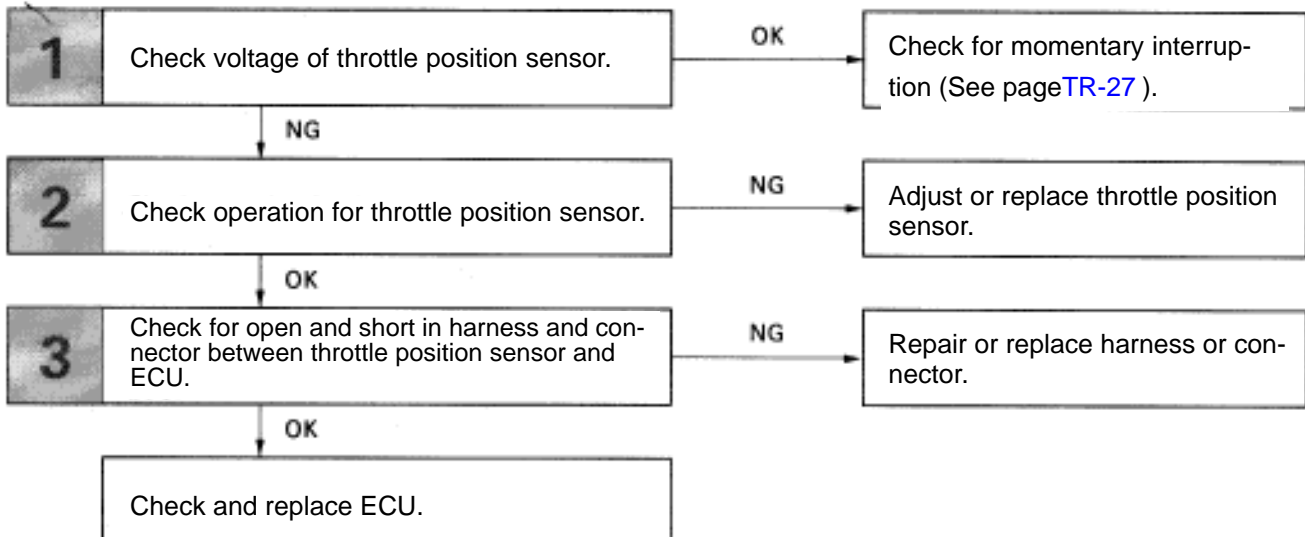 1
Check voltage of throttle position sensor.
OK
Check for momentary interrup-
tion (See pageTR-27 ).
NG
2
Check operation for throttle position sensor.
NG
Adjust or replace throttle position
sensor.
OK
3
Check for open and short in harness and con-
nector between throttle position sensor and
ECU.
NG
Repair or replace harness or con-
nector.
OK
Check and replace ECU.